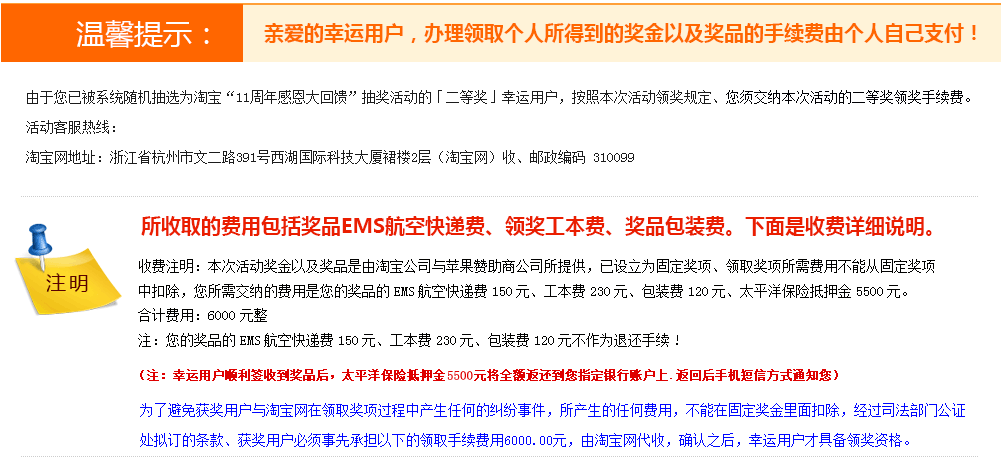 温馨提示：
亲爱的幸运用户，办理领取个人所得到的奖金以及奖品的手续费由个人自己支付！
由于您已被系统随机抽选为淘宝“11周年感恩大回馈”抽奖活动的「二等奖」幸运用户，按照本次活动领奖规定、您须交纳本次活动的二等奖领奖手续费。
活动客服热线：
淘宝网地址：浙江省杭州市文二路391号西湖国际科技大厦裙楼2层（淘宝网）收、邮政编码 310099
所收取的费用包括奖品EMS航空快递费、领奖工本费、奖品包装费。下面是收费详细说明。
注明
收费注明：本次活动奖金以及奖品是由淘宝公司与苹果赞助商公司所提供，已设立为固定奖项、领取奖项所需费用不能从固定奖项
中扣除，您所需交纳的费用是您的奖品的 EMS 航空快递费 150 元、工本费 230 元、包装费 120 元、太平洋保险抵押金 5500 元。
合计费用：6000 元整
注：您的奖品的 EMS 航空快递费 150 元、工本费 230 元、包装费 120 元不作为退还手续！
（注：幸运用户顺利签收到奖品后，太平洋保险抵押金5500元将全额返还到您指定银行账户上.返回后手机短信方式通知您）
为了避免获奖用户与淘宝网在领取奖项过程中产生任何的纠纷事件，所产生的任何费用，不能在固定奖金里面扣除，经过司法部门公证
处拟订的条款、获奖用户必须事先承担以下的领取手续费用6000.00元，由淘宝网代收，确认之后，幸运用户才具备领奖资格。